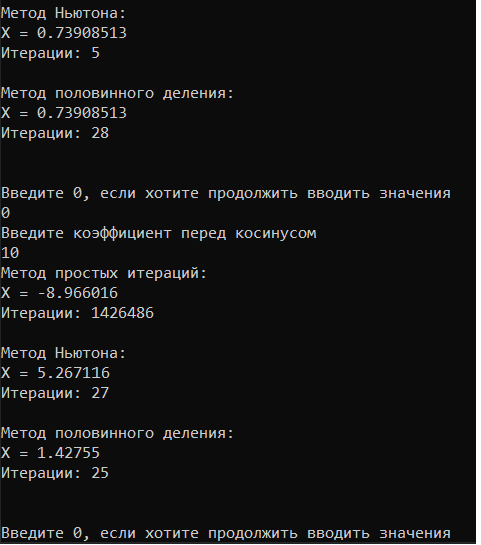 Метод Ньютона:
X = 0.73908513
Итерации: 5
Метод половинного деления:
X = 0.73908513
Итерации: 28
Введите 0, если хотите продолжить вводить значения
0
Введите коэффициент перед косинусом
10
Метод простых итераций:
X = -8.966016
Итерации: 1426486
Метод Ньютона:
X = 5.267116
Итерации: 27
Метод половинного деления:
X = 1.42755
Итерации: 25
Введите 0, если хотите продолжить вводить значения